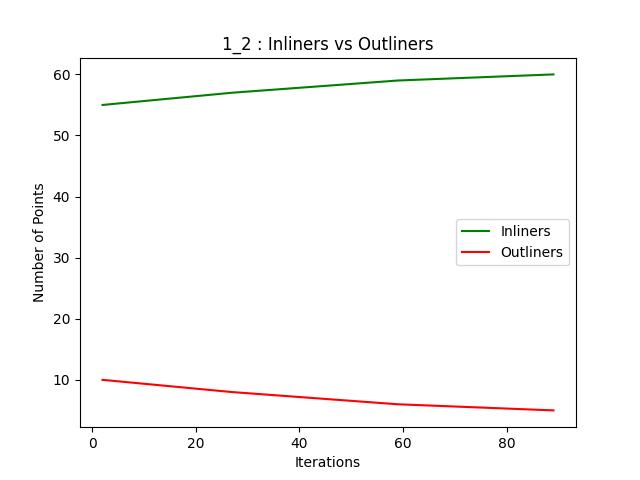 1_2 : Inliners vs Outliners
60
50
40
30
20
10
Number of Points
Inliners
Outliners
0 20 40 60 80
Iterations